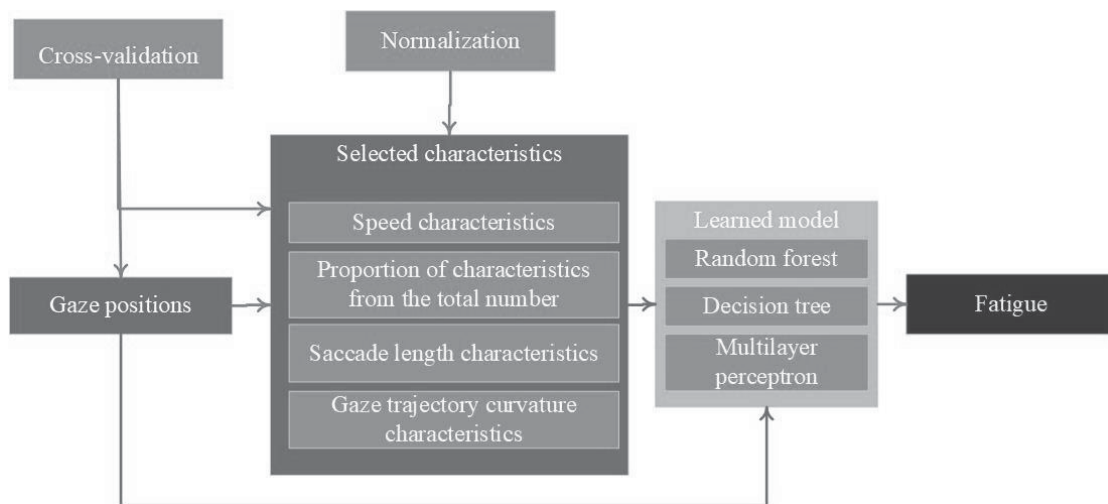 Cross-validation
Normalization
Selected characteristics
Speed characteristics
Proportion of characteristics
from the total number
Saccade length characteristics
Gaze trajectory curvature
characteristics
Gaze positions
Learned model
Random forest
Decision tree
Multilayer
perceptron
Fatigue